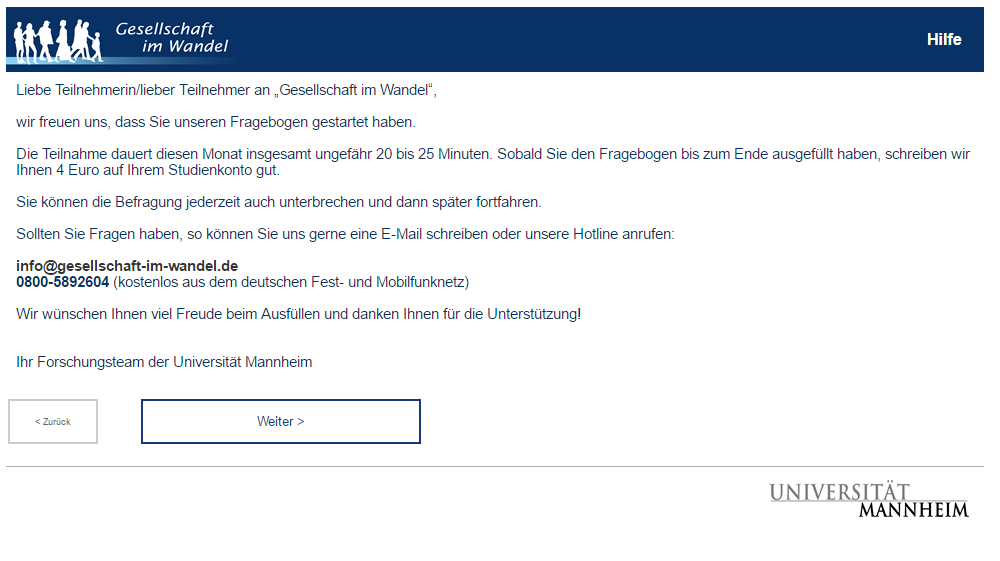 Gesellschaft
im Wandel
Hilfe
Liebe Teilnehmerin/lieber Teilnehmer an „Gesellschaft im Wandel“,
wir freuen uns, dass Sie unseren Fragebogen gestartet haben.
Die Teilnahme dauert diesen Monat insgesamt ungefähr 20 bis 25 Minuten. Sobald Sie den Fragebogen bis zum Ende ausgefüllt haben, schreiben wir
Ihnen 4 Euro auf Ihrem Studienkonto gut.
Sie können die Befragung jederzeit auch unterbrechen und dann später fortfahren.
Sollten Sie Fragen haben, so können Sie uns gerne eine E-Mail schreiben oder unsere Hotline anrufen:
info@gesellschaft-im-wandel.de
0800-5892604 (kostenlos aus dem deutschen Fest- und Mobilfunknetz)
Wir wünschen Ihnen viel Freude beim Ausfüllen und danken Ihnen für die Unterstützung!
Ihr Forschungsteam der Universität Mannheim
< Zurück
Weiter >
UNIVERSITÄT
MANNHEIM